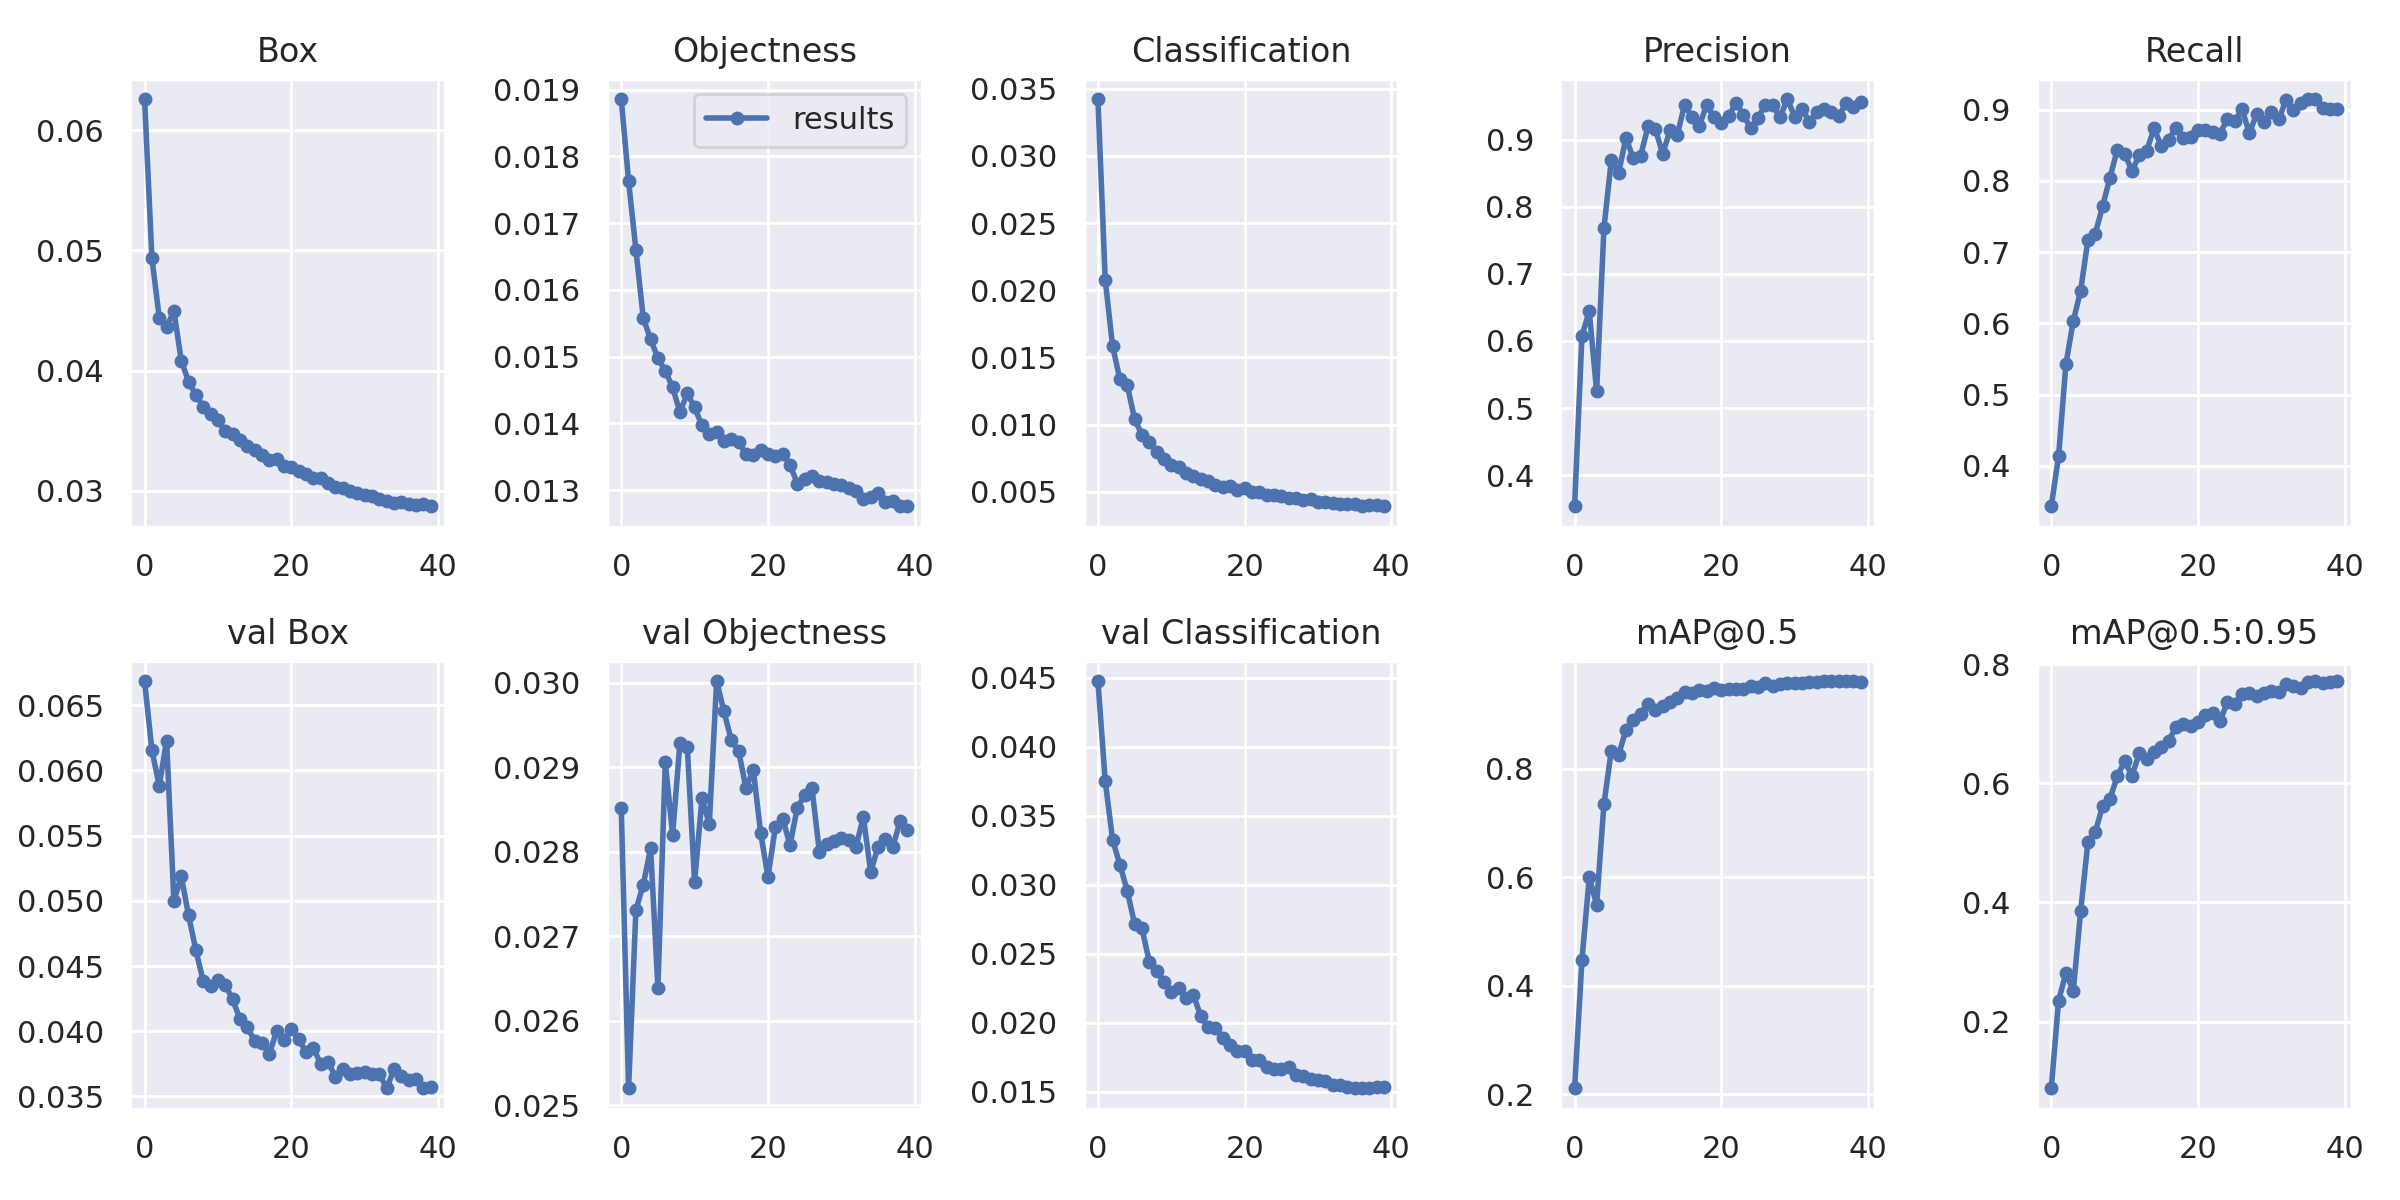 Box
0.06
0.05
0.04
0.03
0 20 40
Objectness
results
0.019
0.018
0.017
0.016
0.015
0.014
0.013
0 20 40
Classification
0.035
0.030
0.025
0.020
0.015
0.010
0.005
0 20 40
Precision
0.9
0.8
0.7
0.6
0.5
0.4
0 20 40
Recall
0.9
0.8
0.7
0.6
0.5
0.4
0 20 40
val Box
0.065
0.060
0.055
0.050
0.045
0.040
0.035
0 20 40
val Objectness
0.030
0.029
0.028
0.027
0.026
0.025
0 20 40
val Classification
0.045
0.040
0.035
0.030
0.025
0.020
0.015
0 20 40
mAP@0.5
0.8
0.6
0.4
0.2
0 20 40
mAP@0.5:0.95
0.8
0.6
0.4
0.2
0 20 40